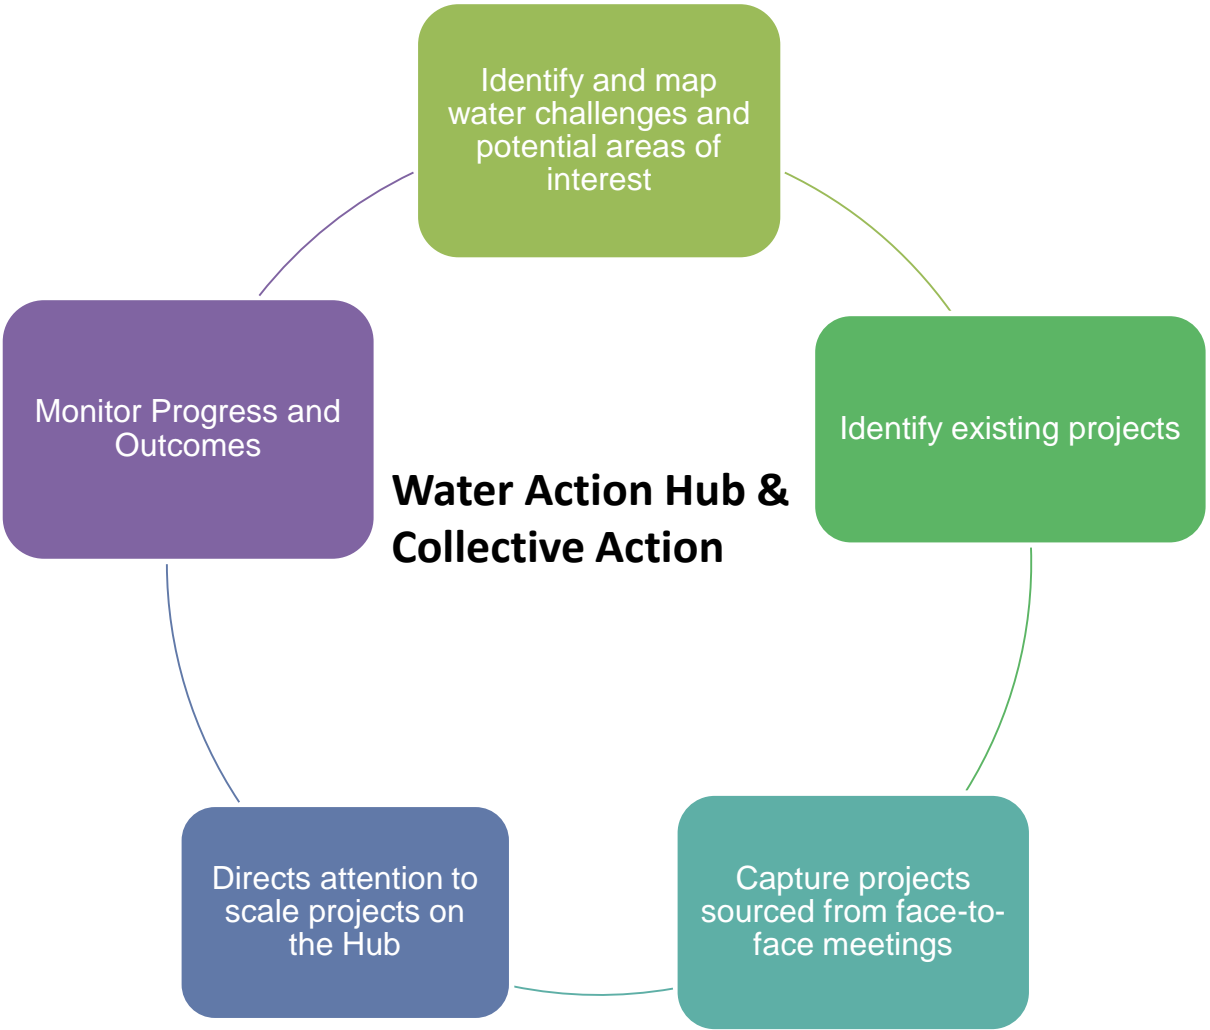 Identify and map
water challenges and
potential areas of
interest
Identify existing projects
Capture projects
sourced from face-to-
face meetings
Directs attention to
scale projects on
the Hub
Monitor Progress and
Outcomes
Water Action Hub &
Collective Action